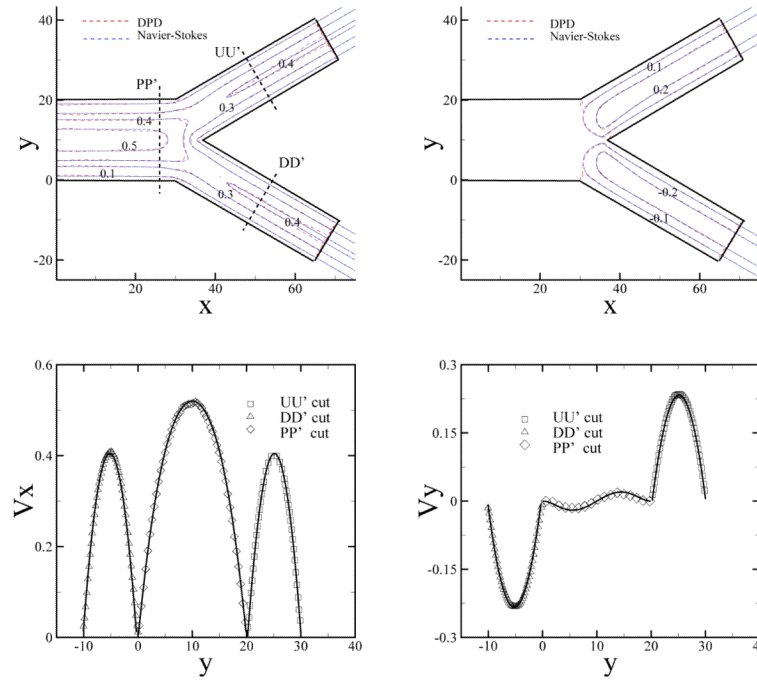 DPD
Navier-Stokes
UU'
PP'
DD'
0.4
0.3
0.4
0.5
0.1
0.3
0.4
y
40
20
0
-20
20
40
60
x
DPD
Navier-Stokes
0.1
0.2
-0.2
-0.1
y
40
20
0
-20
20
40
60
x
0.6
0.4
0.2
0
Vx
UU' cut
DD' cut
PP' cut
-10
0
10
20
30
40
y
0.3
0.15
0
-0.15
-0.3
Vy
UU' cut
DD' cut
PP' cut
-10
0
10
20
30
y